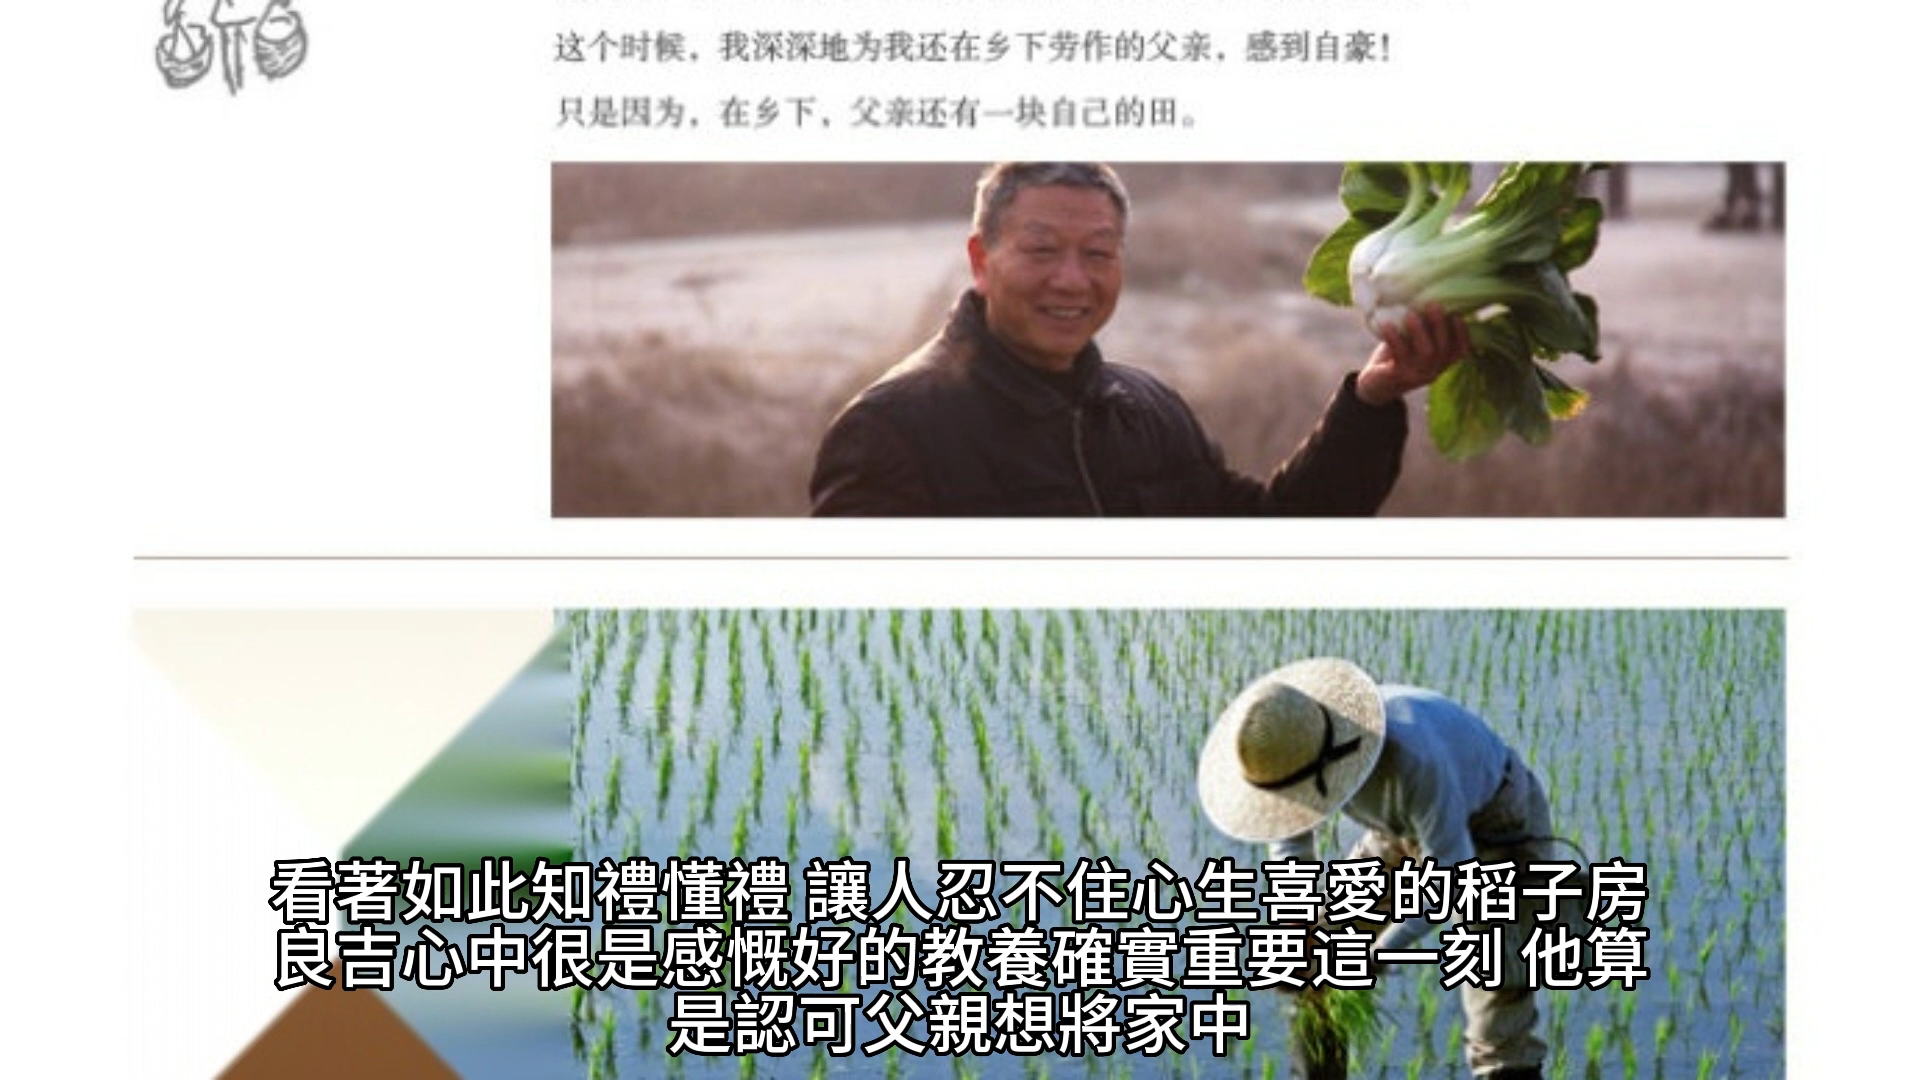 这个时候，我深深地为我还在乡下劳作的父亲，感到自豪！
只是因为，在乡下，父亲还有一块自己的田。
看著如此知禮懂禮 讓人忍不住心生喜愛的稻子房
良吉心中很是感慨好的教養確實重要這一刻 他算
是認可父親想將家中